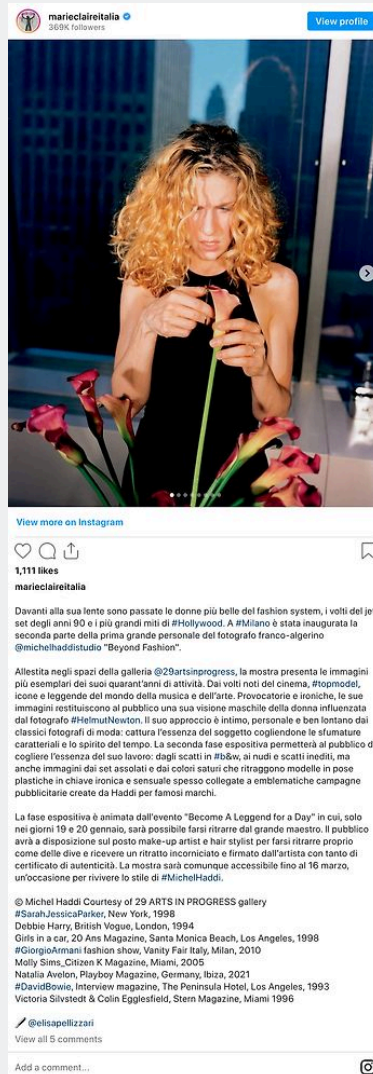 marieclaireitalia
369K followers
View profile
View more on Instagram
1,111 likes
marieclaireitalia
Davanti alla sua lente sono passate le donne più belle del fashion system, i volti del je
set degli anni 90 e i più grandi miti di #Hollywood. A #Milano è stata inaugurata la
seconda parte della prima grande personale del fotografo franco-algerino
@michelhaddistudio "Beyond Fashion".
Allestita negli spazi della galleria @29artsinprogress, la mostra presenta le immagini
più esemplari dei suoi quarant'anni di attività. Dai volti noti del cinema, #topmodel,
icone e leggende del mondo della musica e dell'arte. Provocatorie e ironiche, le sue
immagini restituiscono al pubblico una sua visione maschile della donna influenzata
dal fotografo #HelmutNewton. Il suo approccio è intimo, personale e ben lontano dai
classici fotografi di moda: cattura l'essenza del soggetto cogliendone le sfumature
caratteriali e lo spirito del tempo. La seconda fase espositiva permetterà al pubblico d
cogliere l'essenza del suo lavoro: dagli scatti in #b&w, ai nudi e scatti inediti, ma
anche immagini dai set assolati e dai colori saturi che ritraggono modelle in pose
plastiche in chiave ironica e sensuale spesso collegate a emblematiche campagne
pubblicitarie create da Haddi per famosi marchi.
La fase espositiva è animata dall'evento "Become A Leggend for a Day" in cui, solo
nei giorni 19 e 20 gennaio, sarà possibile farsi ritrarre dal grande maestro. Il pubblico
avrà a disposizione sul posto make-up artist e hair stylist per farsi ritrarre proprio
come delle dive e ricevere un ritratto incorniciato e firmato dall'artista con tanto di
certificato di autenticità. La mostra sarà comunque accessibile fino al 16 marzo,
un'occasione per rivivere lo stile di #MichelHaddi.
© Michel Haddi Courtesy of 29 ARTS IN PROGRESS gallery
#SarahJessicaParker, New York, 1998
Debbie Harry, British Vogue, London, 1994
Girls in a car, 20 Ans Magazine, Santa Monica Beach, Los Angeles, 1998
#GiorgioArmani fashion show, Vanity Fair Italy, Milan, 2010
Molly Sims_Citizen K Magazine, Miami, 2005
Natalia Avelon, Playboy Magazine, Germany, Ibiza, 2021
#DavidBowie, Interview magazine, The Peninsula Hotel, Los Angeles, 1993
Victoria Silvstedt & Colin Egglesfield, Stern Magazine, Miami 1996
@elisapellizzari
View all 5 comments
Add a comment...